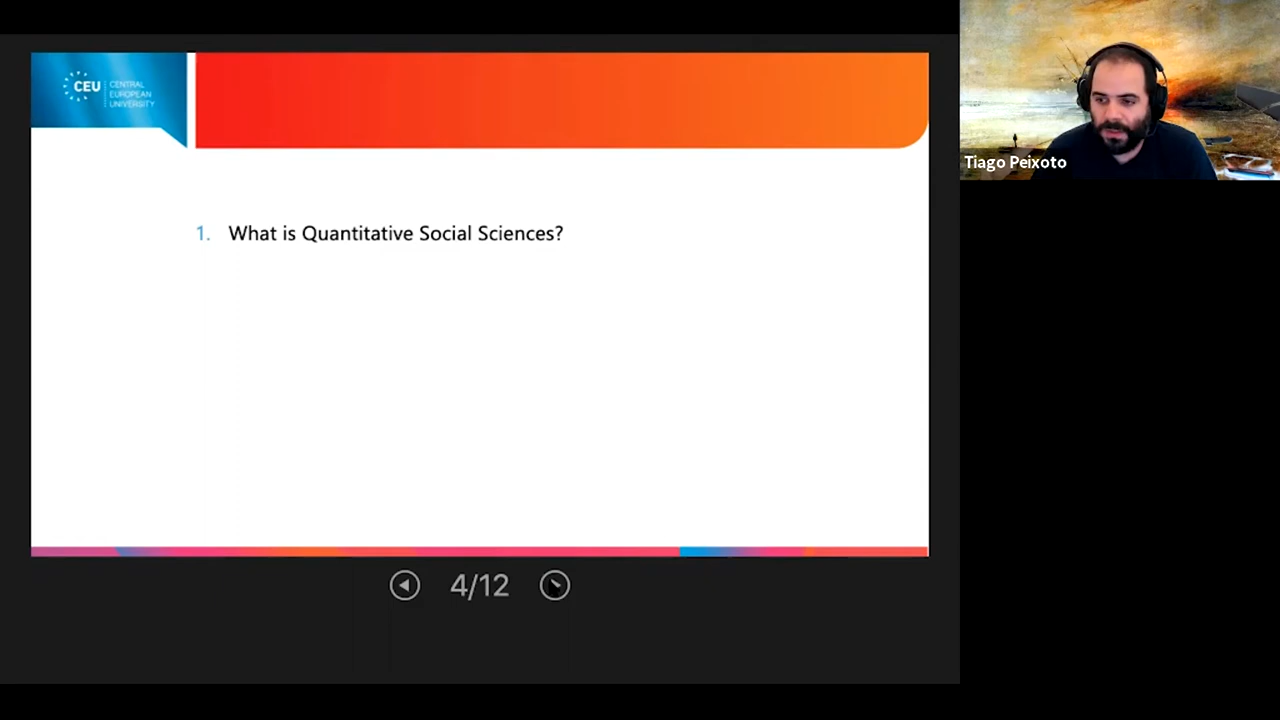 CEU
CENTRAL
EUROPEAN
UNIVERSITY
1. What is Quantitative Social Sciences?
4/12
Tiago Peixoto